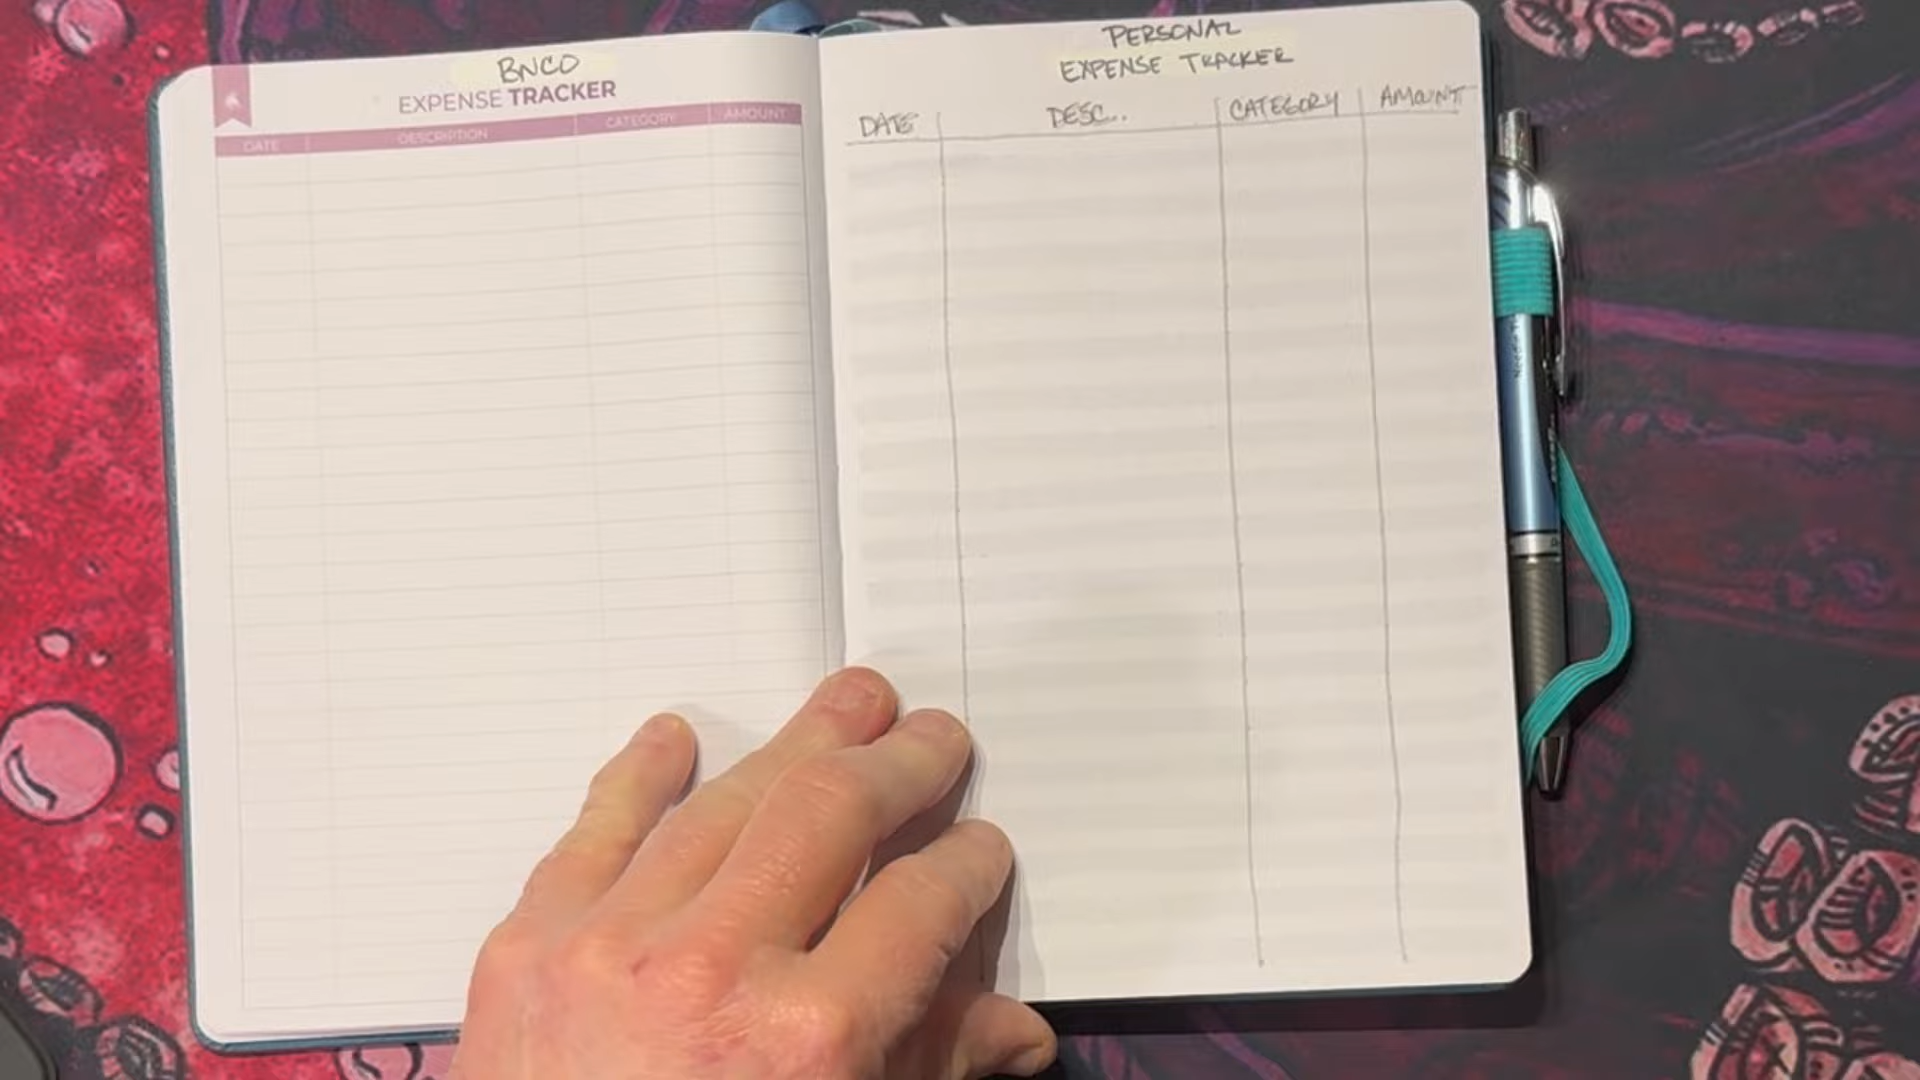 BNCO
EXPENSE TRACKER
DATE DESCRIPTION CATEGORY AMOUNT
PERSONAL
EXPENSE TRACKER
DATE DESC.. CATEGORY AMOUNT